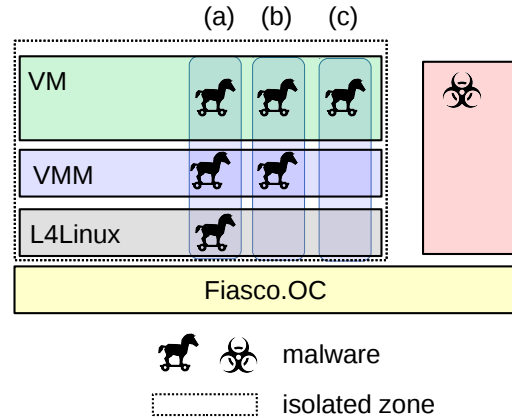 (a) (b) (c)
VM
VMM
L4Linux
Fiasco.OC
malware
isolated zone